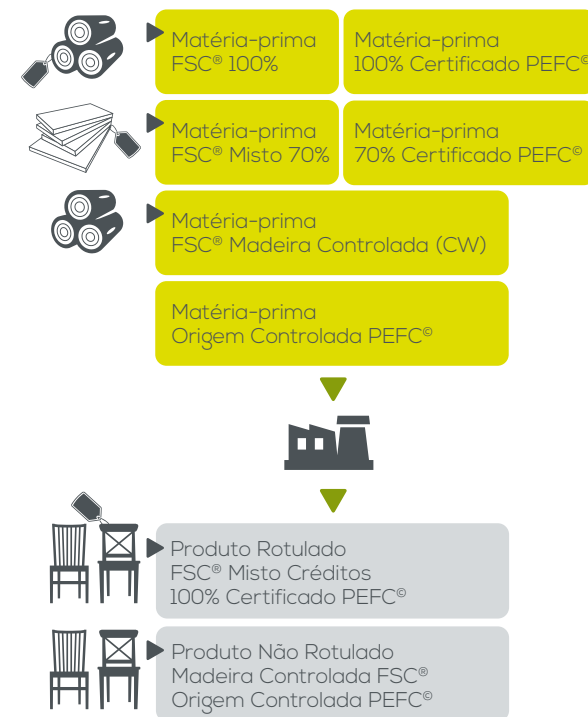 Matéria-prima
FSC® 100%
Matéria-prima
100% Certificado PEFC©
Matéria-prima
FSC® Misto 70%
Matéria-prima
70% Certificado PEFC©
Matéria-prima
FSC® Madeira Controlada (CW)
Matéria-prima
Origem Controlada PEFC©
Produto Rotulado
FSC® Misto Créditos
100% Certificado PEFC©
Produto Não Rotulado
Madeira Controlada FSC®
Origem Controlada PEFC©